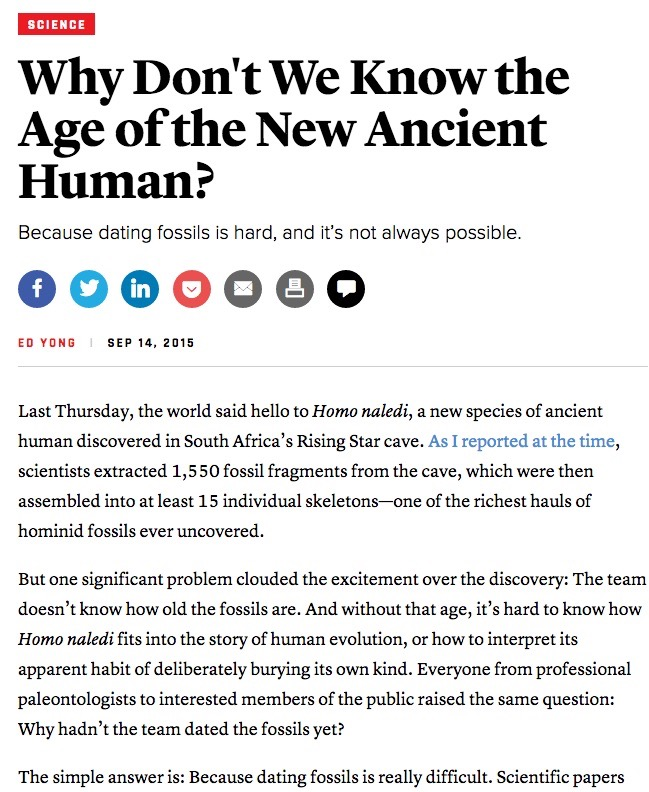 SCIENCE
Why Don't We Know the
Age of the New Ancient
Human?
Because dating fossils is hard, and it’s not always possible.
f in
ED YONG | SEP 14, 2015
Last Thursday, the world said hello to Homo naledi, a new species of ancient
human discovered in South Africa’s Rising Star cave. As I reported at the time,
scientists extracted 1,550 fossil fragments from the cave, which were then
assembled into at least 15 individual skeletons—one of the richest hauls of
hominid fossils ever uncovered.
But one significant problem clouded the excitement over the discovery: The team
doesn’t know how old the fossils are. And without that age, it’s hard to know how
Homo naledi fits into the story of human evolution, or how to interpret its
apparent habit of deliberately burying its own kind. Everyone from professional
paleontologists to interested members of the public raised the same question:
Why hadn’t the team dated the fossils yet?
The simple answer is: Because dating fossils is really difficult. Scientific papers